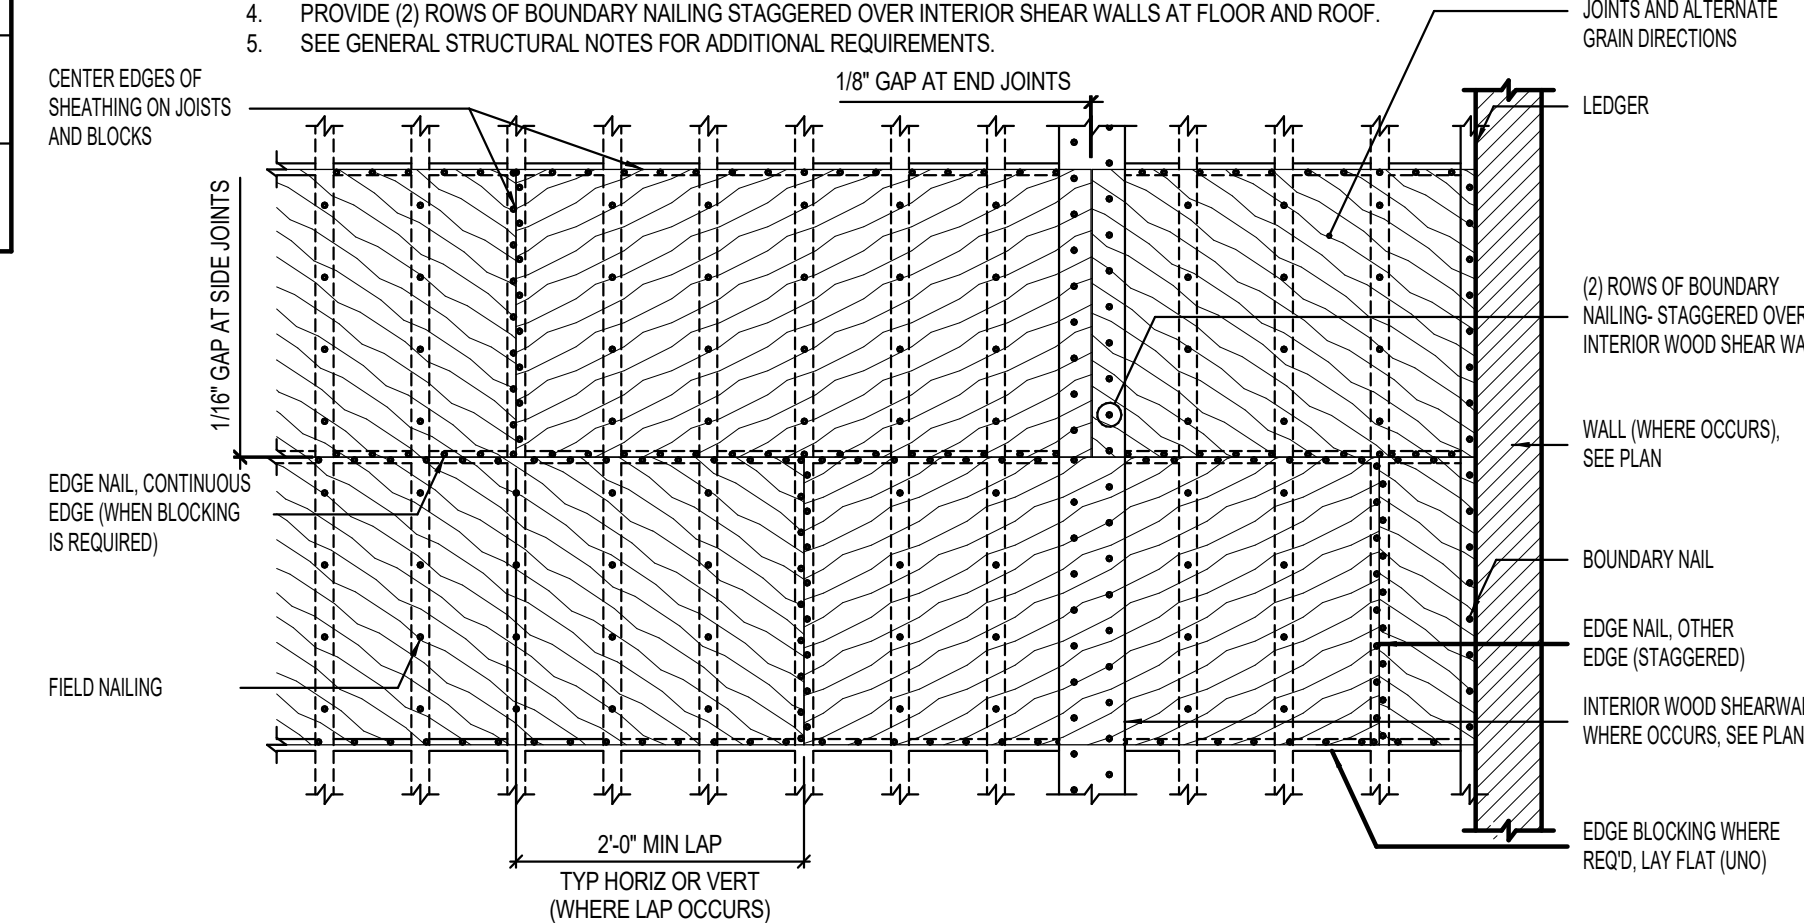 4. PROVIDE (2) ROWS OF BOUNDARY NAILING STAGGERED OVER INTERIOR SHEAR WALLS AT FLOOR AND ROOF.
5. SEE GENERAL STRUCTURAL NOTES FOR ADDITIONAL REQUIREMENTS.
JOINTS AND ALTERNATE
GRAIN DIRECTIONS
CENTER EDGES OF
SHEATHING ON JOISTS
AND BLOCKS
1/8" GAP AT END JOINTS
LEDGER
1/16" GAP AT SIDE JOINTS
(2) ROWS OF BOUNDARY
NAILING- STAGGERED OVER
INTERIOR WOOD SHEAR
WALL (WHERE OCCURS),
SEE PLAN
EDGE NAIL, CONTINUOUS
EDGE (WHEN BLOCKING
IS REQUIRED)
BOUNDARY NAIL
EDGE NAIL, OTHER
EDGE (STAGGERED)
FIELD NAILING
INTERIOR WOOD
WHERE OCCURS, SEE PLAN
2'-0" MIN LAP
TYP HORIZ OR VERT
(WHERE LAP OCCURS)
EDGE BLOCKING WHERE
REQ'D, LAY FLAT (UNO)